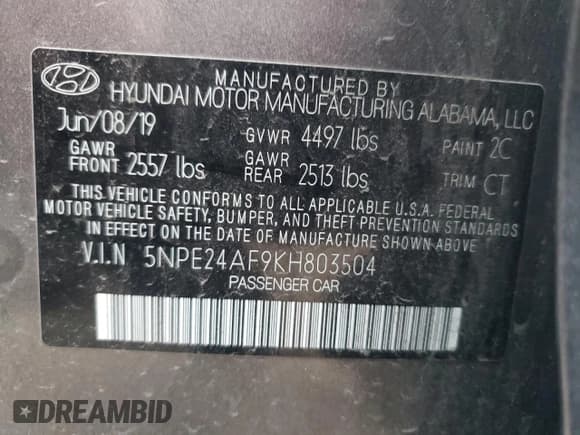 MANUFACTURED BY
HYUNDAI MOTOR MANUFACTURING ALABAMA, LLC
Jun/08/19 GVWR 4497 lbs PAINT 2C
GAWR FRONT 2557 lbs GAWR REAR 2513 lbs TRIM CT
THIS VEHICLE CONFORMS TO ALL APPLICABLE U.S.A. FEDERAL
MOTOR VEHICLE SAFETY, BUMPER, AND THEFT PREVENTION STANDARDS
IN EFFECT ON THE DATE OF MANUFACTURE SHOWN ABOVE
V.I.N 5NPE24AF9KH803504
PASSENGER CAR
DREAMBID